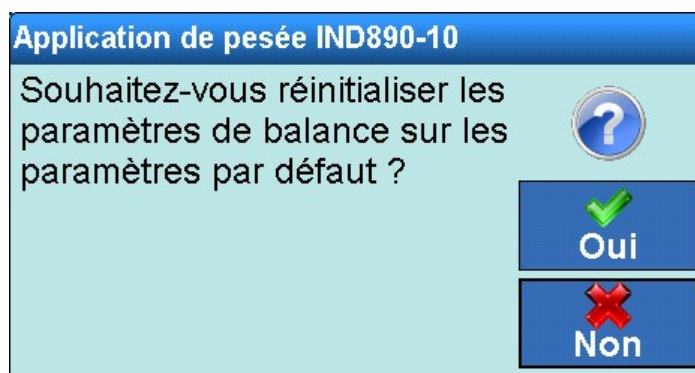 Application de pesée IND890-10
Souhaitez-vous réinitialiser les
paramètres de balance sur les
paramètres par défaut ?
Oui
Non